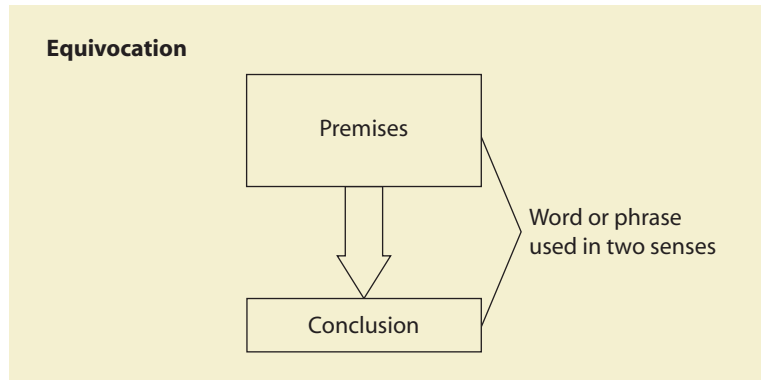 Equivocation
Premises
Word or phrase
used in two senses
Conclusion